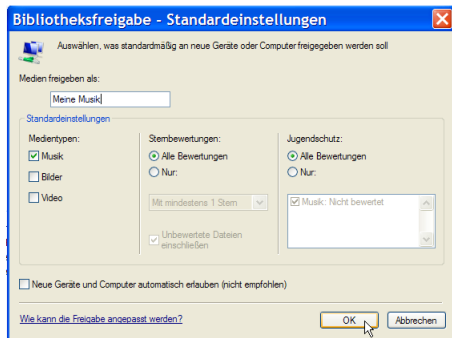 Bibliotheksfreigabe - Standardeinstellungen
Auswählen, was standardmäßig an neue Geräte oder Computer freigegeben werden soll
Medien freigeben als:
Meine Musik
Standardeinstellungen
Medientypen:
Musik
Bilder
Video
Sternbewertungen:
Alle Bewertungen
Nur:
Mit mindestens 1 Stern
Unbewertete Dateien
einschließen
Jugendschutz:
Alle Bewertungen
Nur:
Musik: Nicht bewertet
Neue Geräte und Computer automatisch erlauben (nicht empfohlen)
Wie kann die Freigabe angepasst werden?
OK
Abbrechen